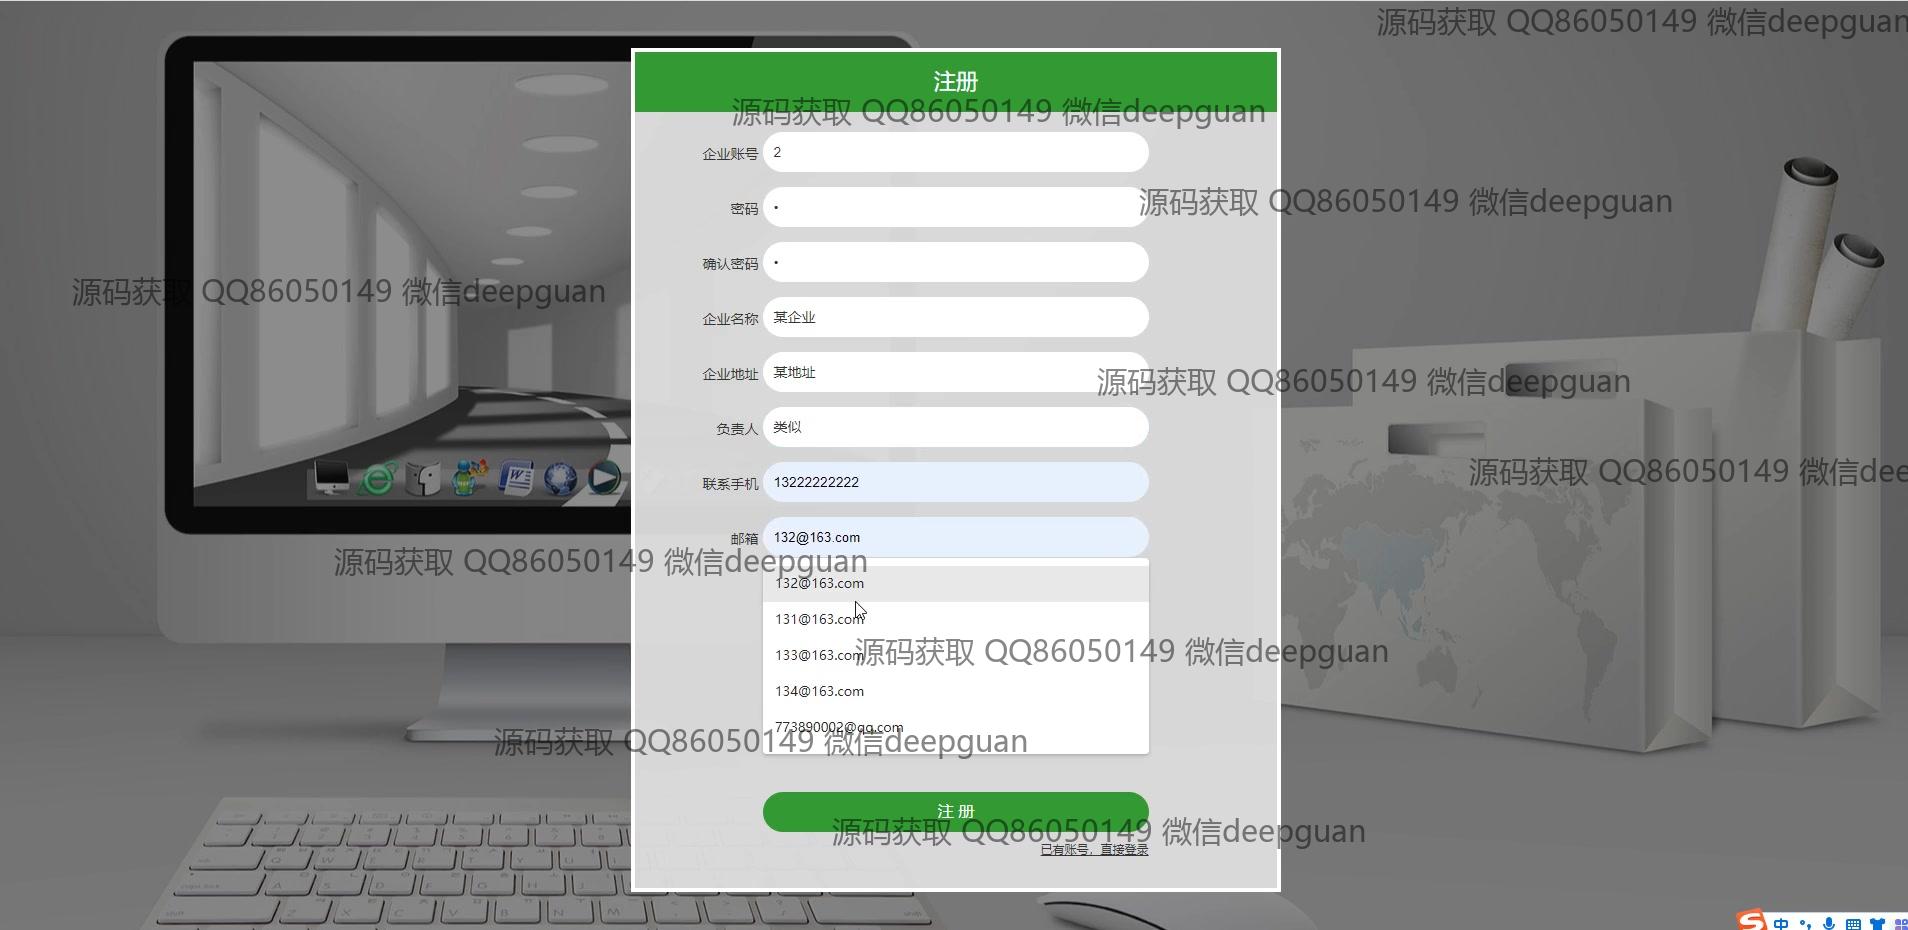 源码获取 QQ86050149 微信deepguan
注册
源码获取 QQ86050149 微信deepguan
企业账号 2
密码
源码获取 QQ86050149 微信deepguan
确认密码
源码获取 QQ86050149 微信deepguan
企业名称 某企业
企业地址 某地址
源码获取 QQ86050149 微信deepguan
负责人 类似
联系手机 13222222222
源码获取 QQ86050149 微信deepgu
邮箱 132@163.com
源码获取 QQ86050149 微信deepguan
132@163.com
131@163.com
133@163.com
源码获取 QQ86050149 微信deepguan
134@163.com
773890002@qq.com
源码获取 QQ86050149 微信deepguan
注 册
源码获取 QQ86050149 微信deepguan
已有账号，直接登录
中